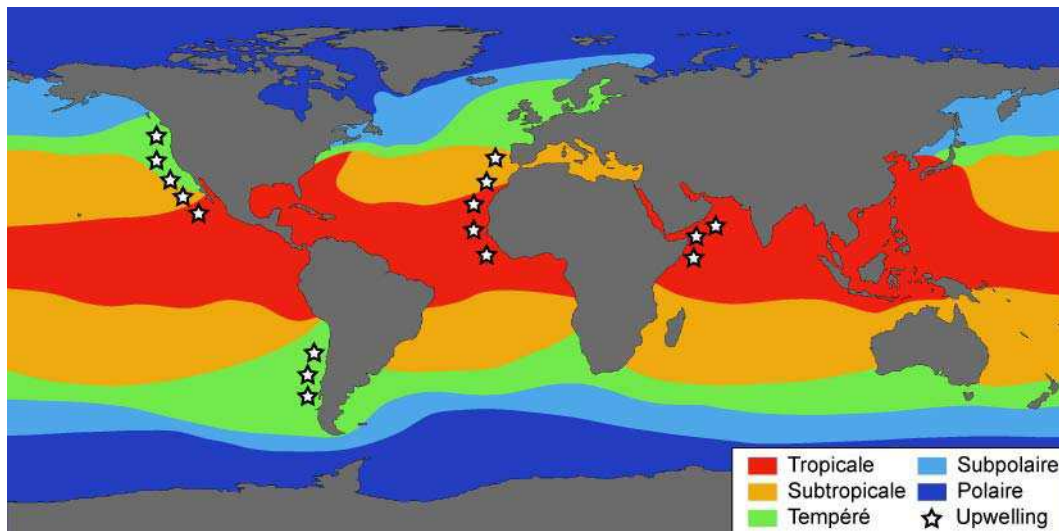 Tropicale
Subtropicale
Tempéré
Subpolaire
Polaire
Upwelling